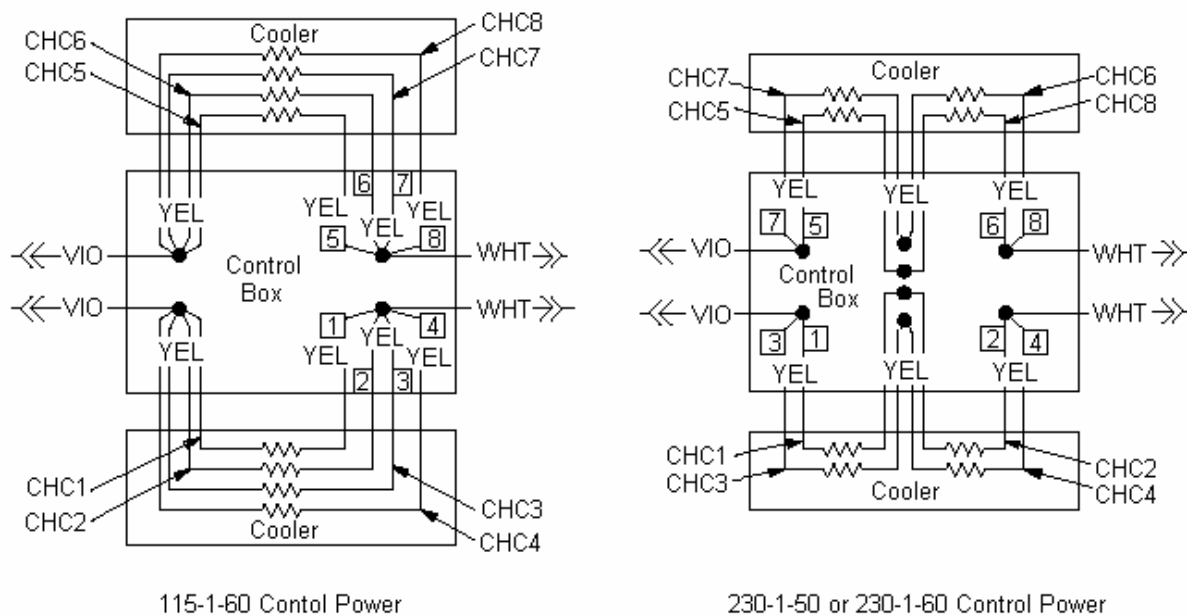 Cooler
CHC6
CHC5
CHC8
CHC7
6
7
YEL
YEL
YEL
YEL
5
8
VIO
WHT
Control
Box
VIO
WHT
1
4
YEL
YEL
YEL
YEL
2
3
CHC1
CHC2
CHC3
CHC4
Cooler
115-1-60 Contol Power
Cooler
CHC7
CHC5
CHC6
CHC8
YEL
YEL
YEL
7
5
6
8
VIO
WHT
Control
Box
VIO
WHT
3
1
2
4
YEL
YEL
YEL
CHC1
CHC3
CHC2
CHC4
Cooler
230-1-50 or 230-1-60 Control Power